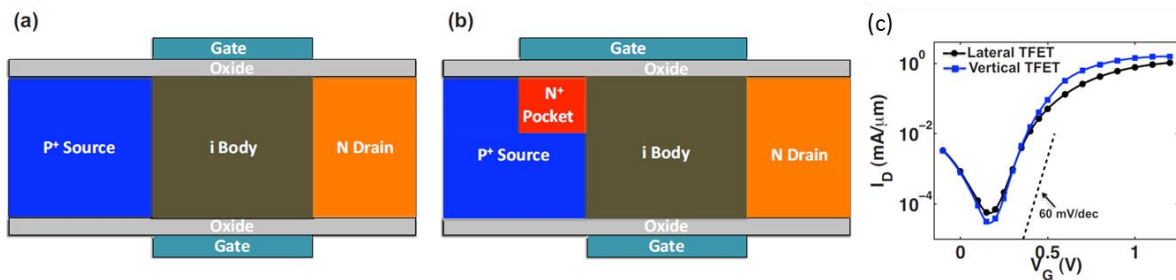 (a)
Gate
Oxide
P⁺ Source
i Body
N Drain
Oxide
Gate
(b)
Gate
Oxide
N⁺
Pocket
P⁺ Source
i Body
N Drain
Oxide
Gate
(c)
Lateral TFET
Vertical TFET
10⁰
10⁻²
10⁻⁴
I_D (mA/μm)
60 mV/dec
0
0.5
1
V_G (V)